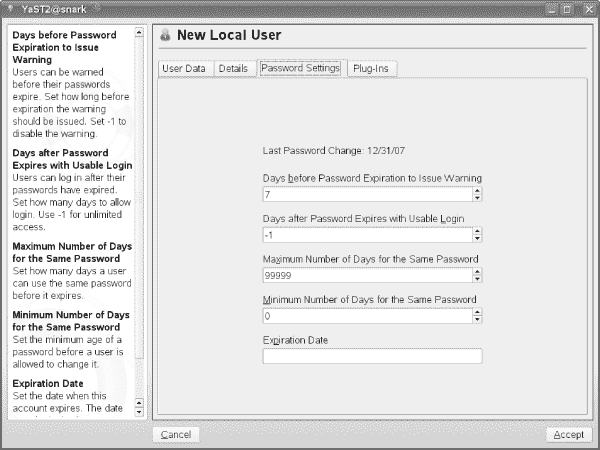 YaST2@snark
Days before Password
Expiration to Issue
Warning
Users can be warned
before their passwords
expire. Set how long before
expiration the warning
should be issued. Set -1 to
disable the warning.
Days after Password
Expires with Usable Login
Users can log in after their
passwords have expired.
Set how many days to allow
login. Use -1 for unlimited
access.
Maximum Number of Days
for the Same Password
Set how many days a user
can use the same password
before it expires.
Minimum Number of Days
for the Same Password
Set the minimum age of a
password before a user is
allowed to change it.
Expiration Date
Set the date when this
account expires. The date
New Local User
User Data
Details
Password Settings
Plug-Ins
Last Password Change: 12/31/07
Days before Password Expiration to Issue Warning
7
Days after Password Expires with Usable Login
-1
Maximum Number of Days for the Same Password
99999
Minimum Number of Days for the Same Password
0
Expiration Date
Cancel
Accept